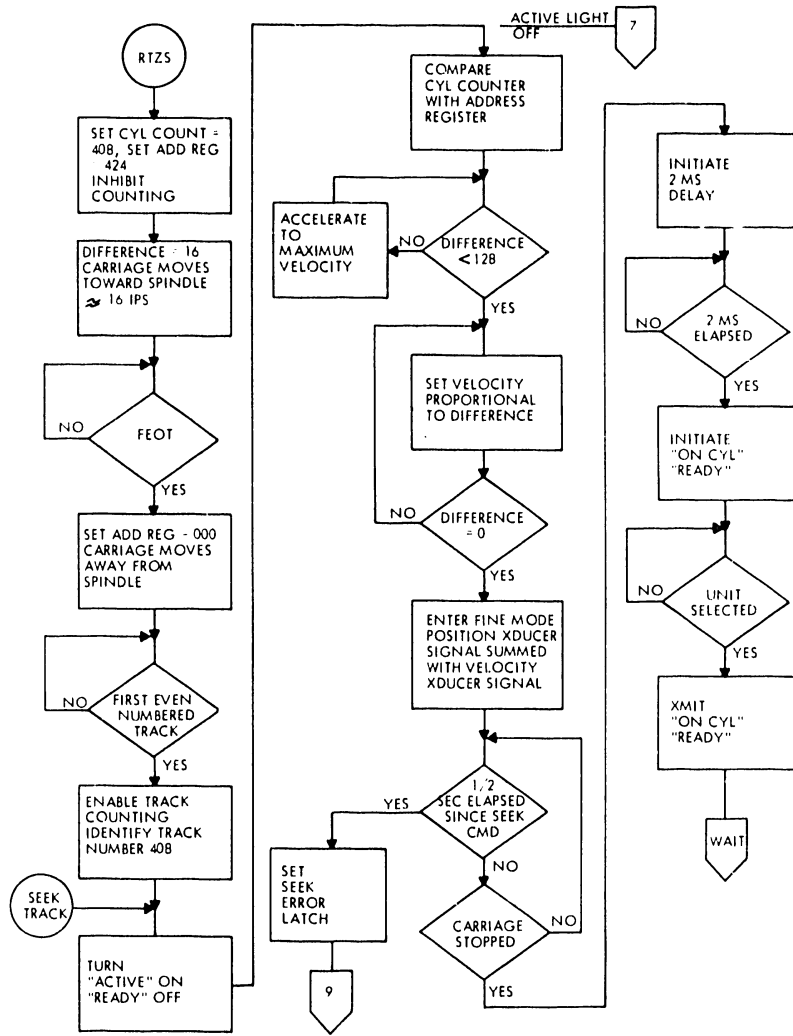 RTZS
SET CYL COUNT =
408, SET ADD REG
- 424
INHIBIT
COUNTING
DIFFERENCE - 16
CARRIAGE MOVES
TOWARD SPINDLE
≈ 16 IPS
FEOT
NO
YES
SET ADD REG - 000
CARRIAGE MOVES
AWAY FROM
SPINDLE
FIRST EVEN
NUMBERED
TRACK
NO
YES
ENABLE TRACK
COUNTING
IDENTIFY TRACK
NUMBER 408
SEEK
TRACK
TURN
"ACTIVE" ON
"READY" OFF
ACTIVE LIGHT
OFF
7
COMPARE
CYL COUNTER
WITH ADDRESS
REGISTER
ACCELERATE
TO
MAXIMUM
VELOCITY
NO
DIFFERENCE
<128
YES
SET VELOCITY
PROPORTIONAL
TO DIFFERENCE
NO
DIFFERENCE
= 0
YES
ENTER FINE MODE
POSITION XDUCER
SIGNAL SUMMED
WITH VELOCITY
XDUCER SIGNAL
1/2
SEC ELAPSED
SINCE SEEK
CMD
YES
NO
SET
SEEK
ERROR
LATCH
9
CARRIAGE
STOPPED
NO
YES
INITIATE
2 MS
DELAY
2 MS
ELAPSED
NO
YES
INITIATE
"ON CYL"
"READY"
UNIT
SELECTED
NO
YES
XMIT
"ON CYL"
"READY"
WAIT